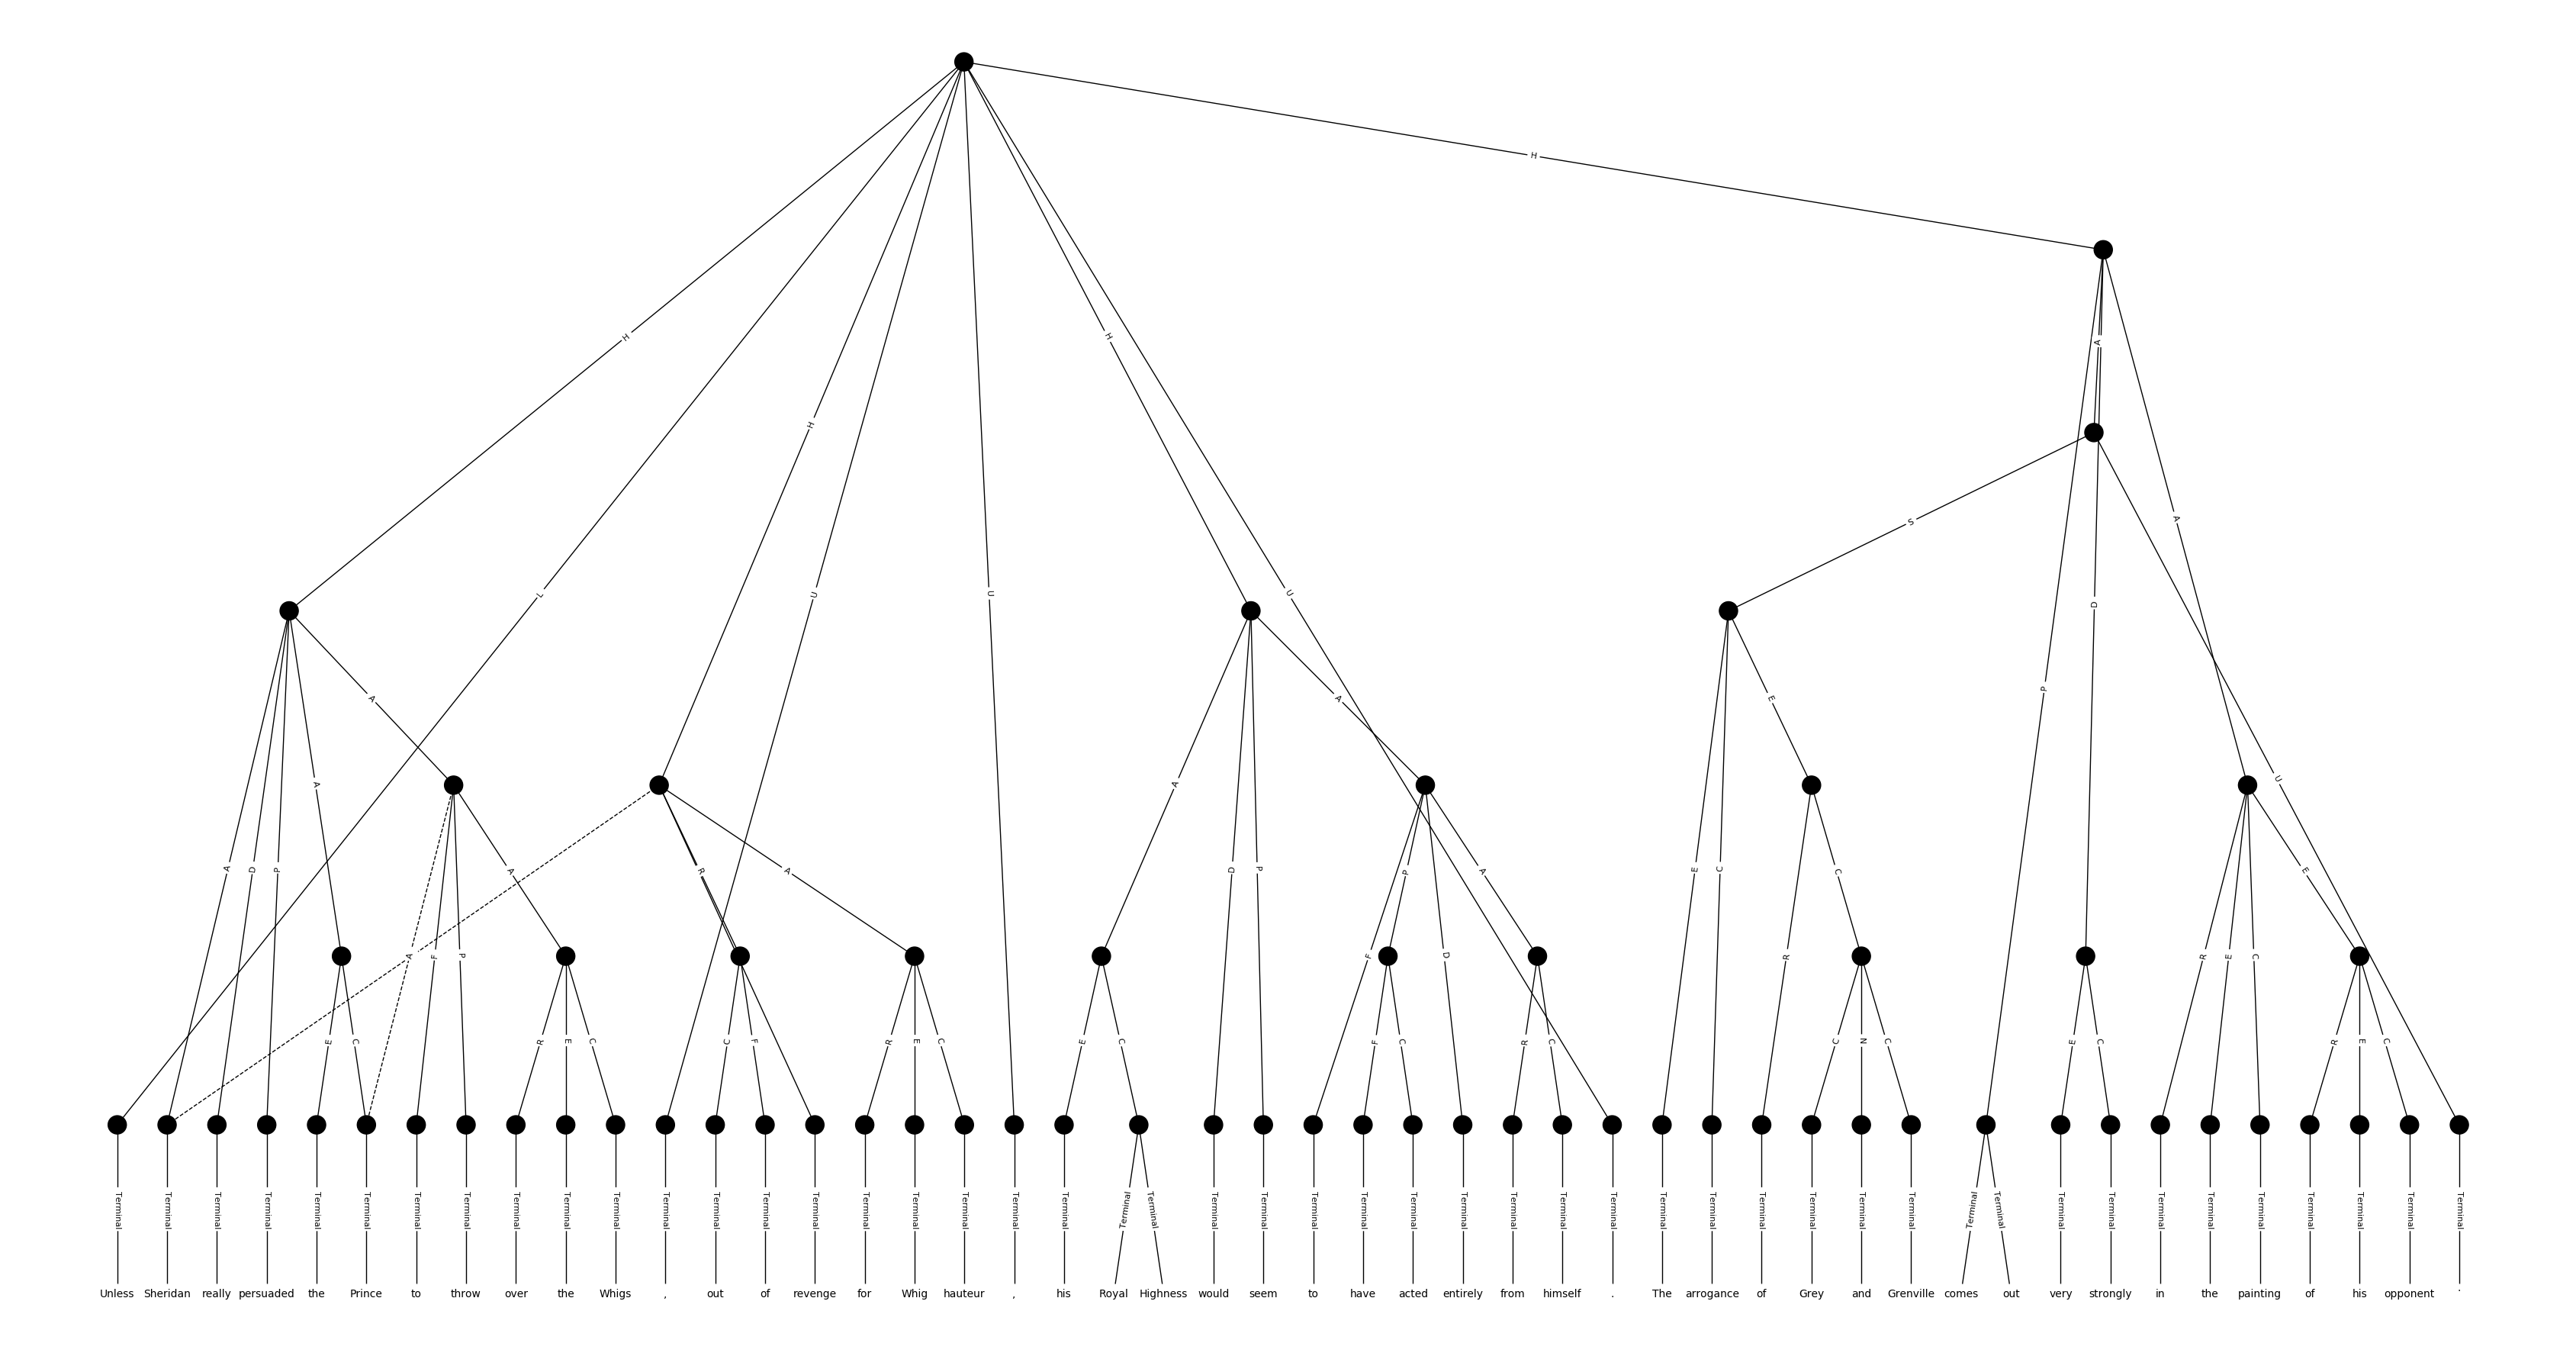 H
H
A
H
H
H
S
A
L
U
U
U
D
P
A
A
E
A
A
U
A
D
P
A
R
A
D
P
P
A
E
C
C
E
A
F
P
F
D
R
R
E
C
E
C
R
E
C
C
F
R
E
C
E
C
F
C
R
C
C
N
C
E
C
R
E
C
Terminal Terminal Terminal Terminal Terminal Terminal Terminal Terminal Terminal Terminal Terminal Terminal Terminal Terminal Terminal Terminal Terminal Terminal Terminal Terminal Terminal Terminal Terminal Terminal Terminal Terminal Terminal Terminal Terminal Terminal Terminal Terminal Terminal Terminal Terminal Terminal Terminal Terminal Terminal Terminal Terminal Terminal Terminal Terminal Terminal Terminal Terminal Terminal
Unless Sheridan really persuaded the Prince to throw over the Whigs , out of revenge for Whig hauteur , his Royal Highness would seem to have acted entirely from himself . The arrogance of Grey and Grenville comes out very strongly in the painting of his opponent .